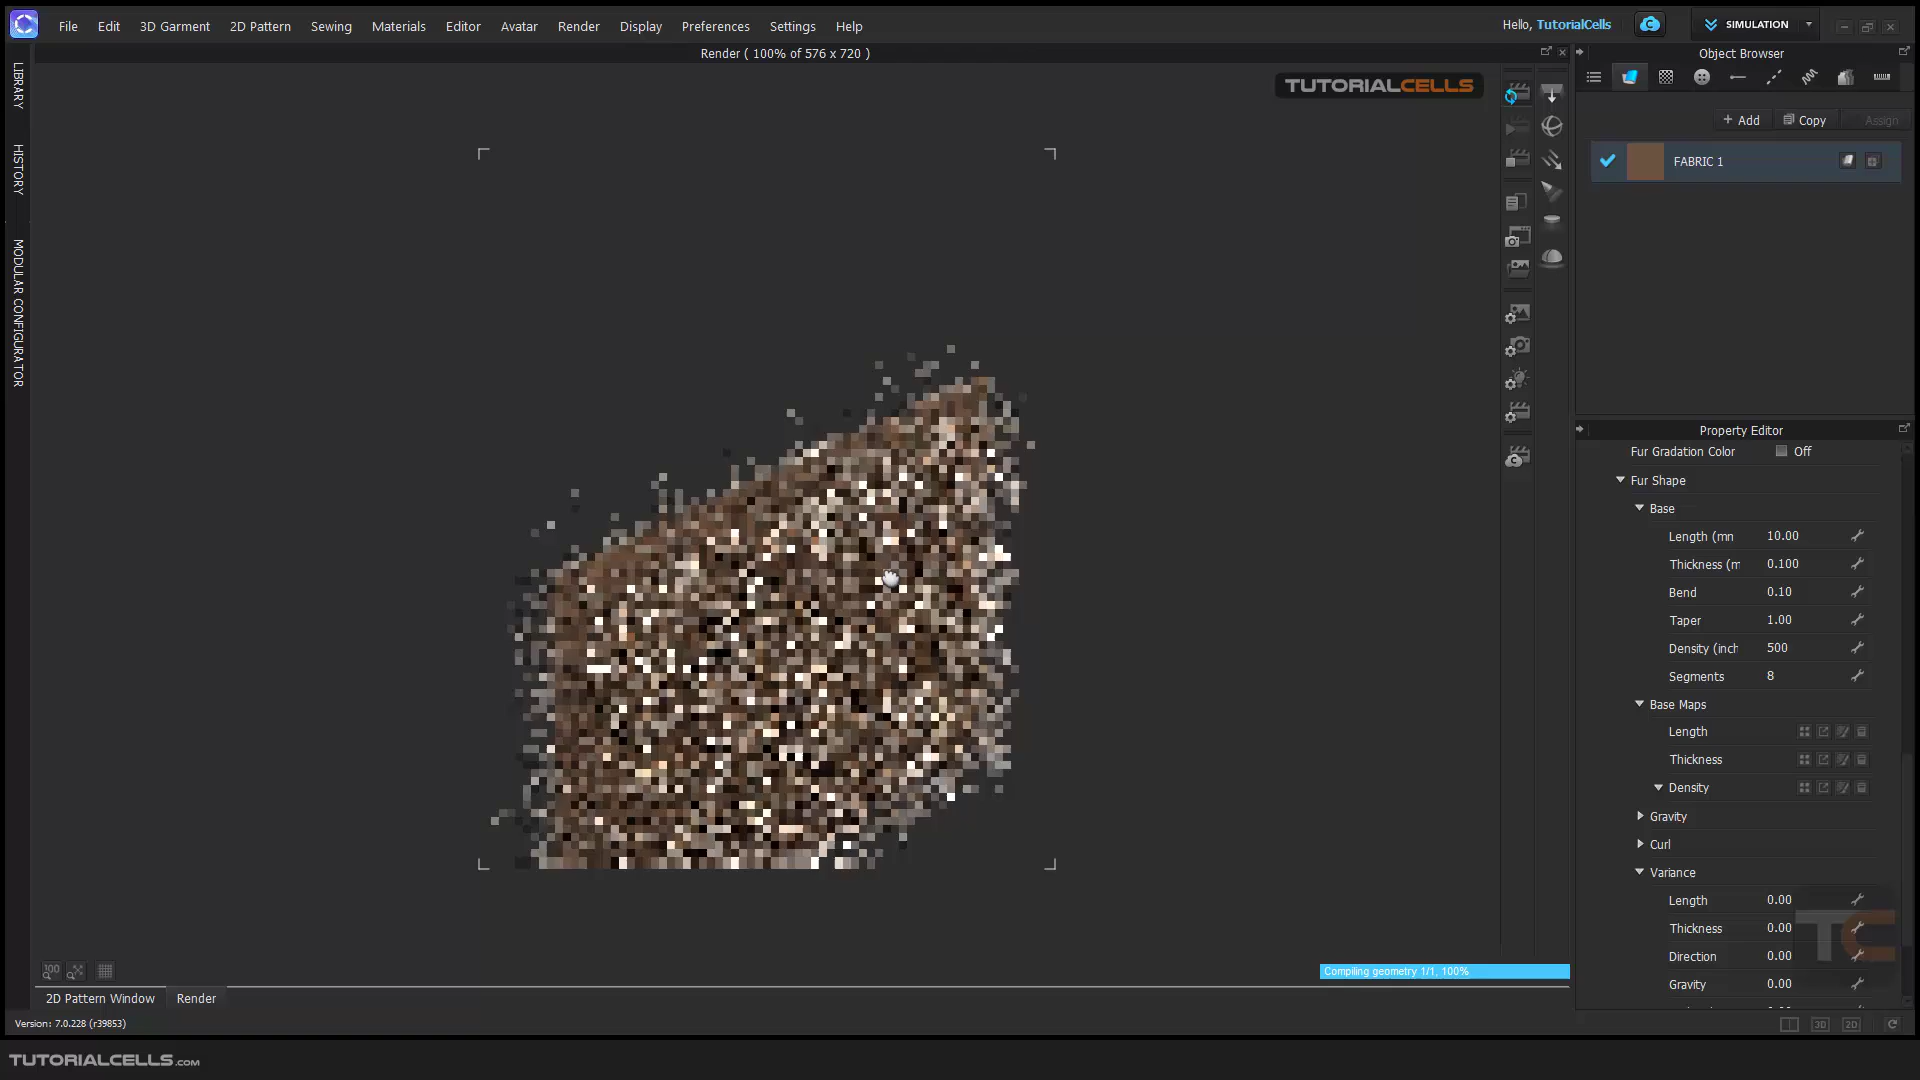 File Edit 3D Garment 2D Pattern Sewing Materials Editor Avatar Render Display Preferences Settings Help
Hello, TutorialCells
SIMULATION
Render ( 100% of 576 x 720 )
Object Browser
TUTORIALCELLS
LIBRARY
HISTORY
MODULAR CONFIGURATOR
+ Add
Copy
Assign
FABRIC 1
Property Editor
Fur Gradation Color Off
Fur Shape
Base
Length (mn 10.00
Thickness (m 0.100
Bend 0.10
Taper 1.00
Density (inch 500
Segments 8
Base Maps
Length
Thickness
Density
Gravity
Curl
Variance
Length 0.00
Thickness 0.00
Direction 0.00
Gravity 0.00
TC
100
Compiling geometry 1/1, 100%
2D Pattern Window Render
Version: 7.0.228 (r39853)
3D 2D
TUTORIALCELLS.COM